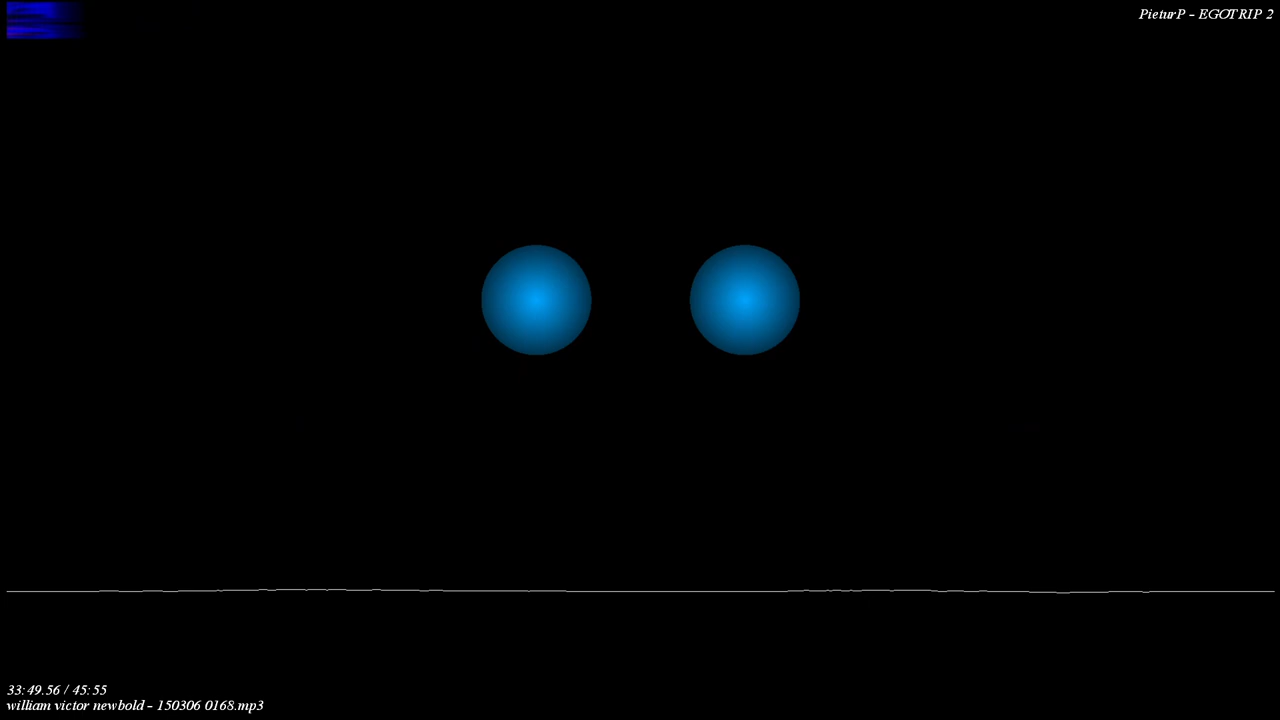 PieturP - EGOTRIP 2
33:49.56 / 45:55
william victor newbold - 150306 0168.mp3